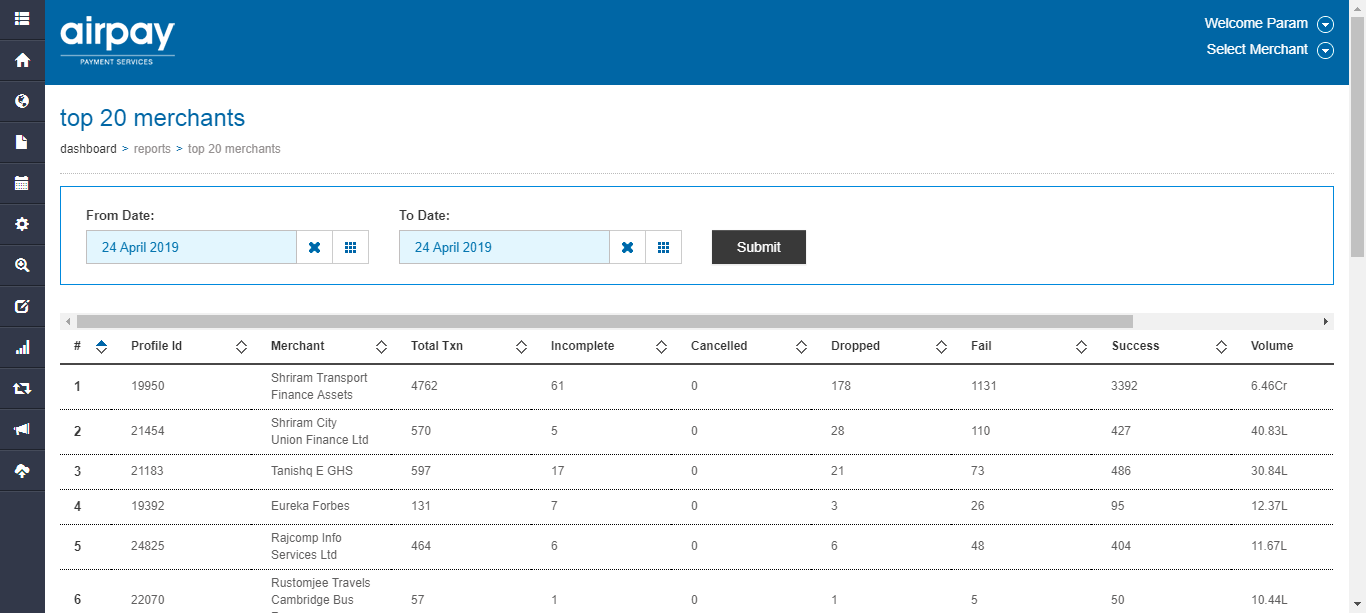 airpay
PAYMENT SERVICES
Welcome Param
Select Merchant
top 20 merchants
dashboard > reports > top 20 merchants
From Date: To Date:
24 April 2019 24 April 2019 Submit
# Profile Id Merchant Total Txn Incomplete Cancelled Dropped Fail Success Volume
1 19950 Shriram Transport Finance Assets 4762 61 0 178 1131 3392 6.46Cr
2 21454 Shriram City Union Finance Ltd 570 5 0 28 110 427 40.83L
3 21183 Tanishq E GHS 597 17 0 21 73 486 30.84L
4 19392 Eureka Forbes 131 7 0 3 26 95 12.37L
5 24825 Rajcomp Info Services Ltd 464 6 0 6 48 404 11.67L
6 22070 Rustomjee Travels Cambridge Bus 57 1 0 1 5 50 10.44L